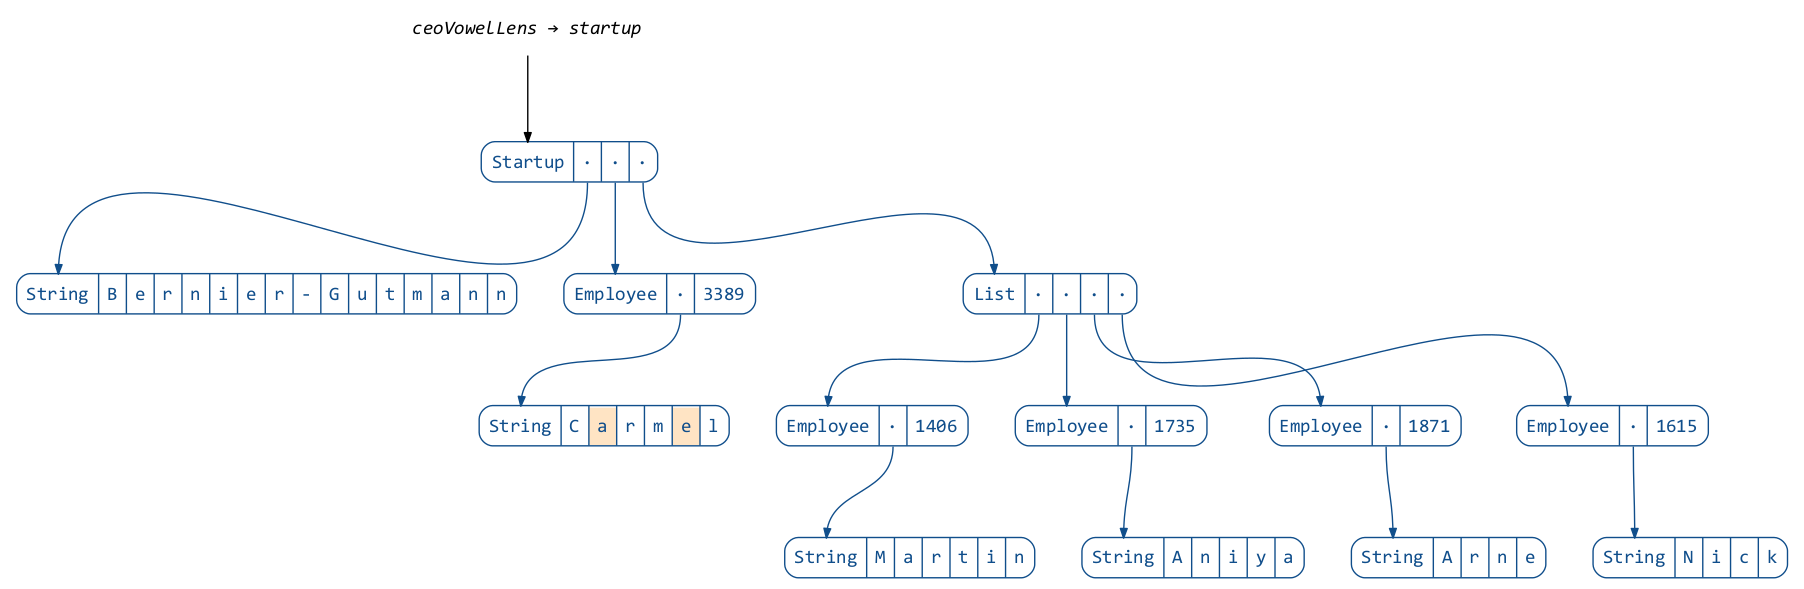 ceoVowelLens → startup
Startup · · ·
String B e r n i e r - G u t m a n n
Employee · 3389
List · · · ·
String C a r m e l
Employee · 1406
Employee · 1735
Employee · 1871
Employee · 1615
String M a r t i n
String A n i y a
String A r n e
String N i c k